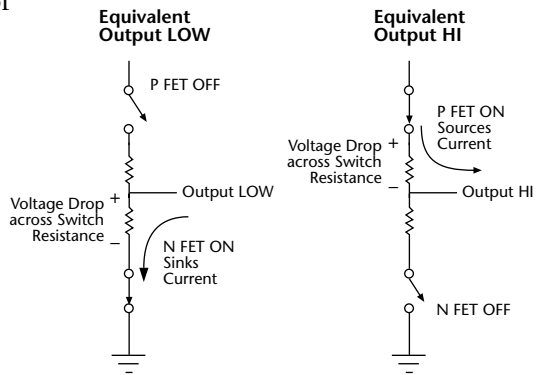 Equivalent
Output LOW
P FET OFF
Output LOW
Voltage Drop
across Switch
Resistance
+
–
N FET ON
Sinks
Current
Equivalent
Output HI
P FET ON
Sources
Current
Voltage Drop
across Switch
Resistance
+
–
Output HI
N FET OFF